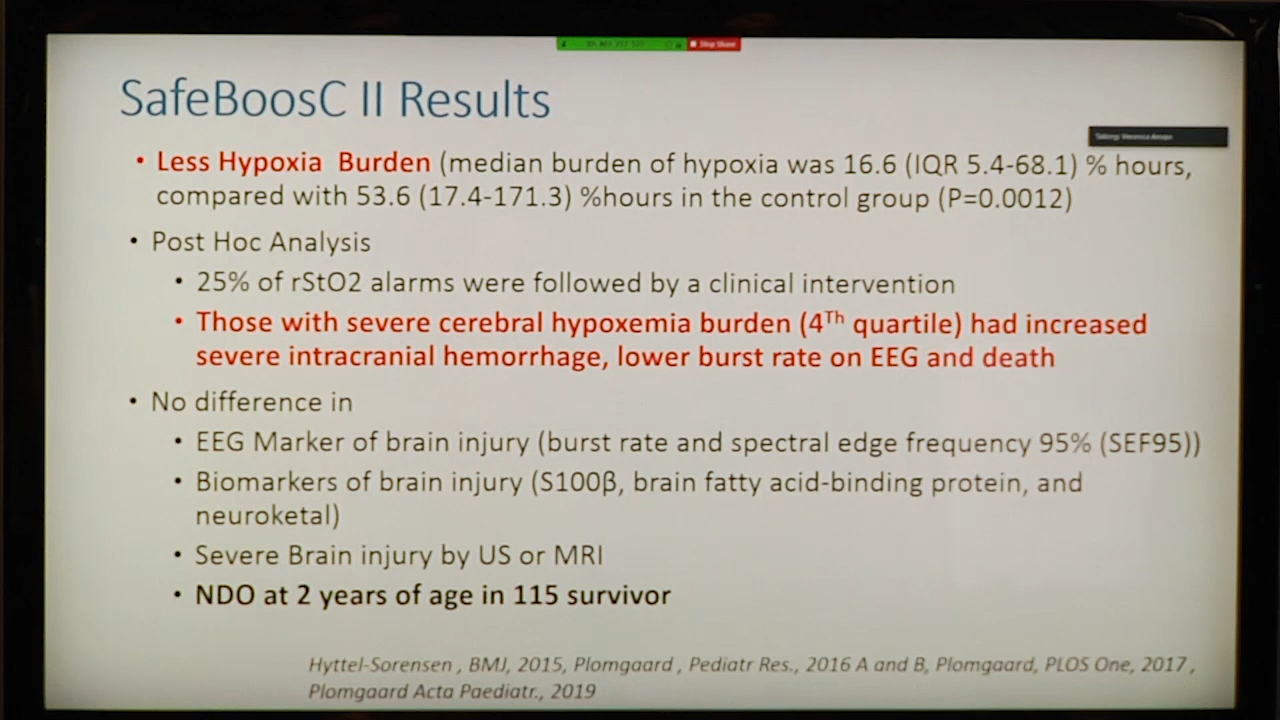 Stop Share
SafeBoosC II Results
Talking: Veronica
• Less Hypoxia Burden (median burden of hypoxia was 16.6 (IQR 5.4-68.1) % hours,
compared with 53.6 (17.4-171.3) %hours in the control group (P=0.0012)
• Post Hoc Analysis
• 25% of rStO2 alarms were followed by a clinical intervention
• Those with severe cerebral hypoxemia burden (4Th quartile) had increased
severe intracranial hemorrhage, lower burst rate on EEG and death
• No difference in
• EEG Marker of brain injury (burst rate and spectral edge frequency 95% (SEF95))
• Biomarkers of brain injury (S100β, brain fatty acid-binding protein, and
neuroketal)
• Severe Brain injury by US or MRI
• NDO at 2 years of age in 115 survivor
Hyttel-Sorensen , BMJ, 2015, Plomgaard , Pediatr Res., 2016 A and B, Plomgaard, PLOS One, 2017 ,
Plomgaard Acta Paediatr., 2019